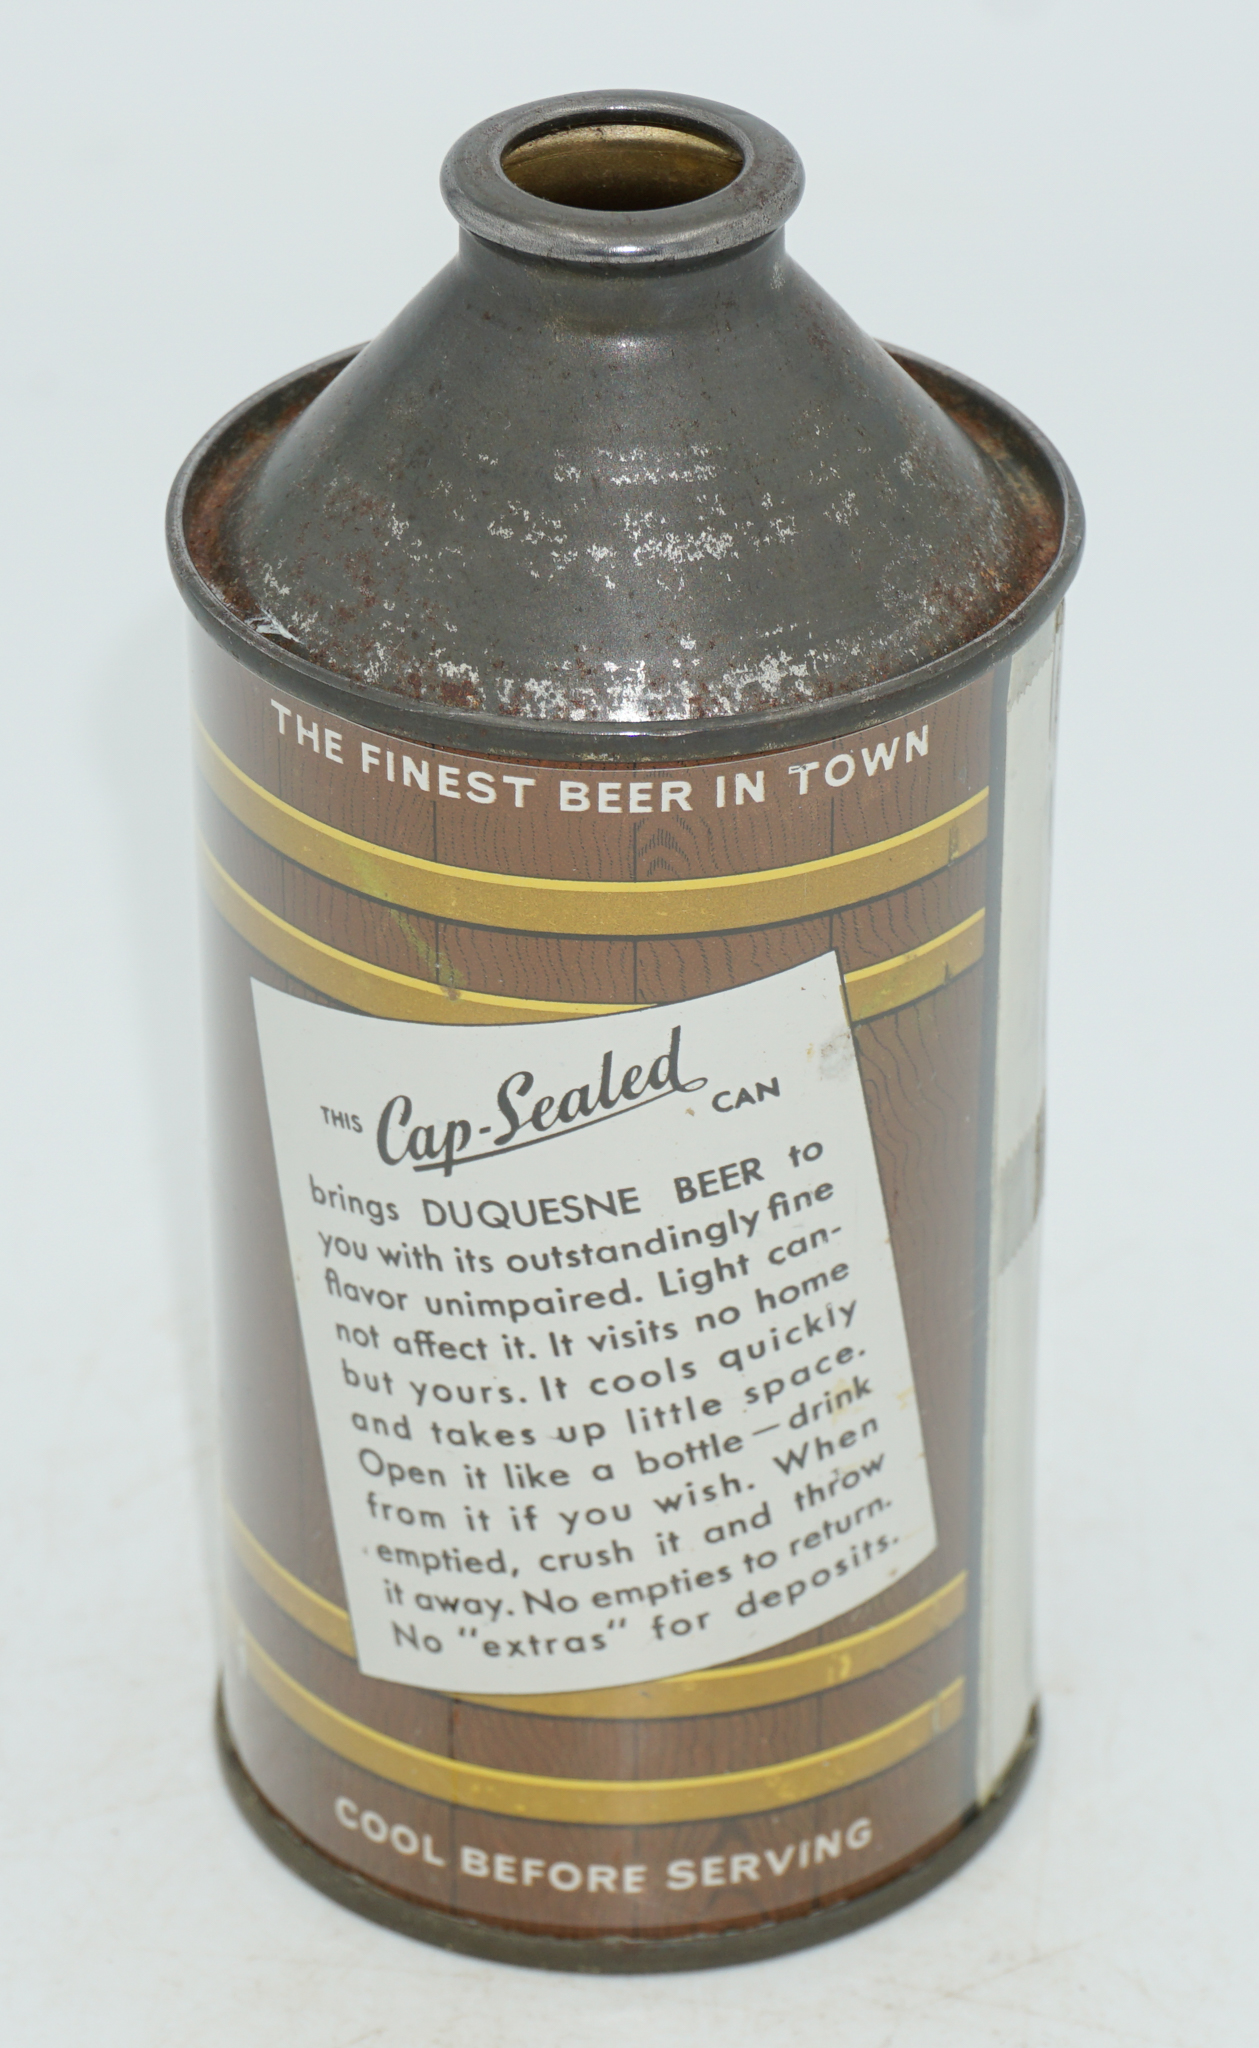 THE FINEST BEER IN TOWN
THIS Cap-Sealed CAN
brings DUQUESNE BEER to
you with its outstandingly fine
flavor unimpaired. Light can-
not affect it. It visits no home
but yours. It cools quickly
and takes up little space.
Open it like a bottle—drink
from it if you wish. When
emptied, crush it and throw
it away. No empties to return.
No "extras" for deposits.
COOL BEFORE SERVING